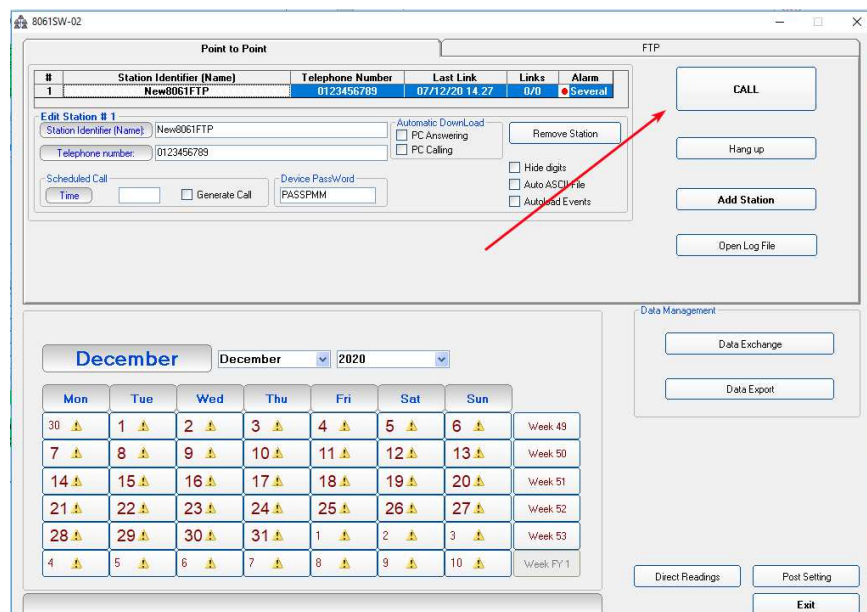 8061SW-02
Point to Point
FTP
# Station Identifier (Name) Telephone Number Last Link Links Alarm
1 New8061FTP 0123456789 07/12/20 14.27 0/0 Several
CALL
Edit Station # 1
Station Identifier (Name): New8061FTP
Telephone number: 0123456789
Automatic DownLoad
PC Answering
PC Calling
Remove Station
Hang up
Scheduled Call
Time
Generate Call
Device PassWord
PASSPMM
Hide digits
Auto ASCII File
Autoload Events
Add Station
Open Log File
Data Management
Data Exchange
Data Export
December December 2020
Mon Tue Wed Thu Fri Sat Sun
30 1 2 3 4 5 6 Week 49
7 8 9 10 11 12 13 Week 50
14 15 16 17 18 19 20 Week 51
21 22 23 24 25 26 27 Week 52
28 29 30 31 1 2 3 Week 53
4 5 6 7 8 9 10 Week FY 1
Direct Readings
Post Setting
Exit